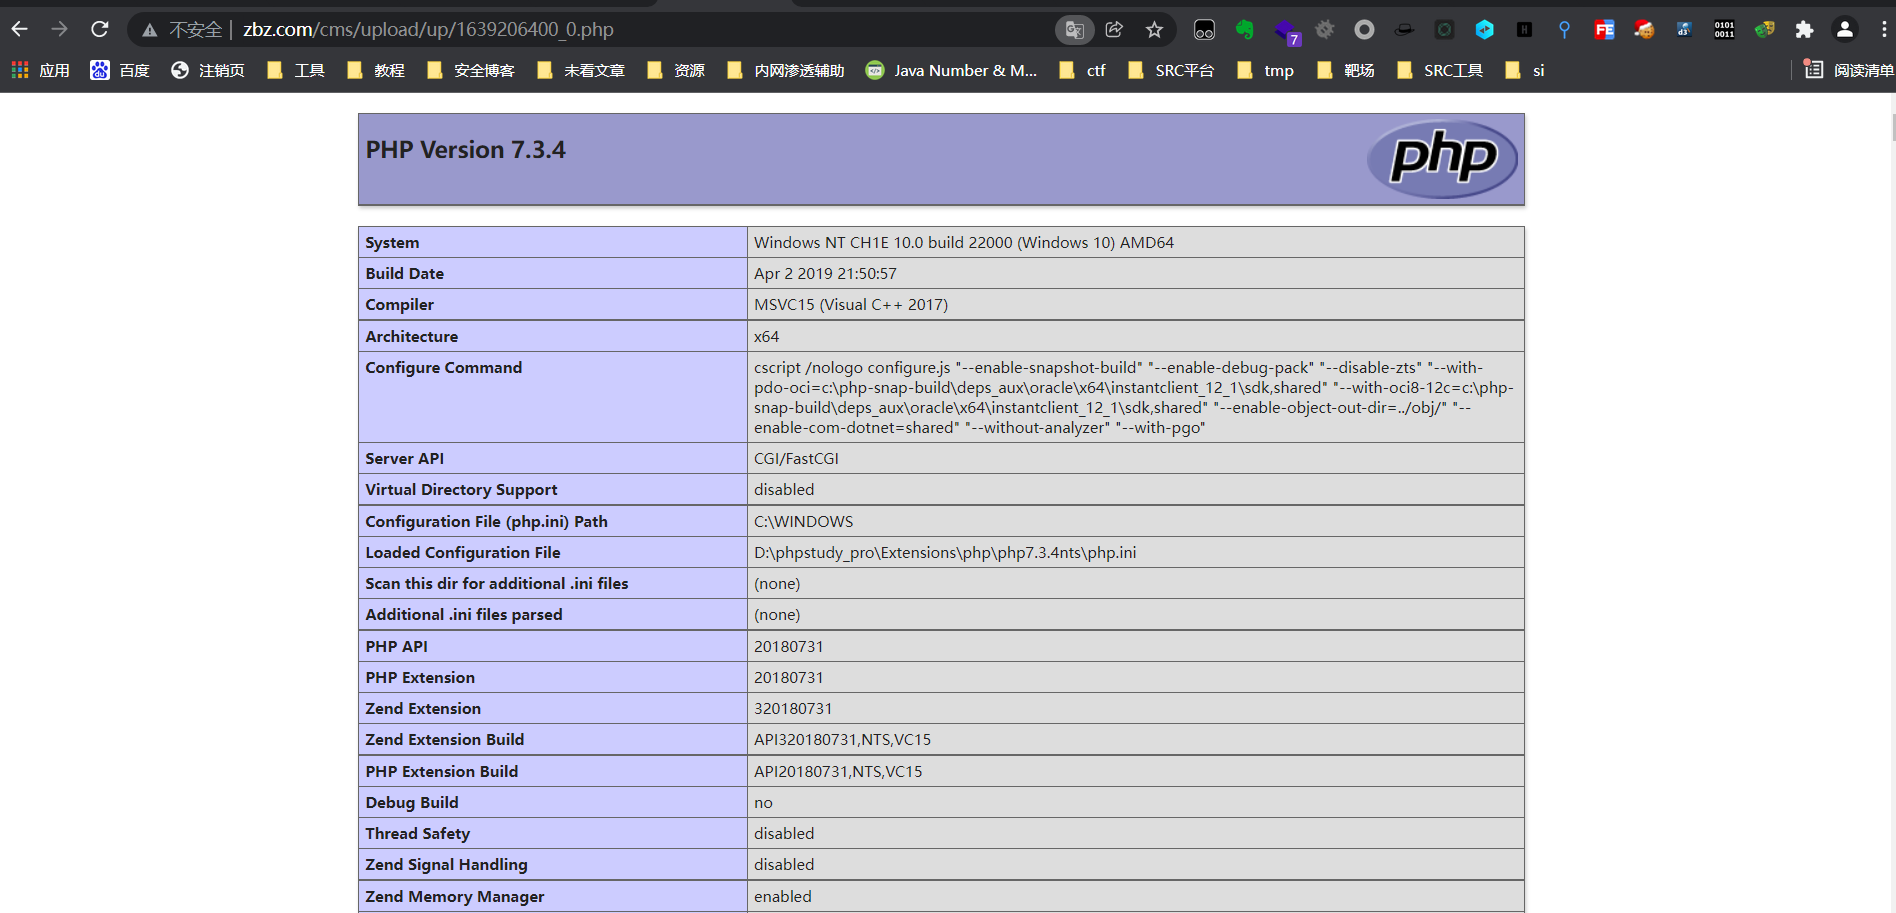 不安全 zbz.com/cms/upload/up/1639206400_0.php
7
FE
d3
0101
0011
应用 百度 注销页 工具 教程 安全博客 未看文章 资源 内网渗透辅助 Java Number & M... ctf SRC平台 tmp 靶场 SRC工具 si 阅读清单
PHP Version 7.3.4
php
System Windows NT CH1E 10.0 build 22000 (Windows 10) AMD64
Build Date Apr 2 2019 21:50:57
Compiler MSVC15 (Visual C++ 2017)
Architecture x64
Configure Command cscript /nologo configure.js "--enable-snapshot-build" "--enable-debug-pack" "--disable-zts" "--with-
pdo-oci=c:\php-snap-build\deps_aux\oracle\x64\instantclient_12_1\sdk,shared" "--with-oci8-12c=c:\php-
snap-build\deps_aux\oracle\x64\instantclient_12_1\sdk,shared" "--enable-object-out-dir=../obj/" "--
enable-com-dotnet=shared" "--without-analyzer" "--with-pgo"
Server API CGI/FastCGI
Virtual Directory Support disabled
Configuration File (php.ini) Path C:\WINDOWS
Loaded Configuration File D:\phpstudy_pro\Extensions\php\php7.3.4nts\php.ini
Scan this dir for additional .ini files (none)
Additional .ini files parsed (none)
PHP API 20180731
PHP Extension 20180731
Zend Extension 320180731
Zend Extension Build API320180731,NTS,VC15
PHP Extension Build API20180731,NTS,VC15
Debug Build no
Thread Safety disabled
Zend Signal Handling disabled
Zend Memory Manager enabled